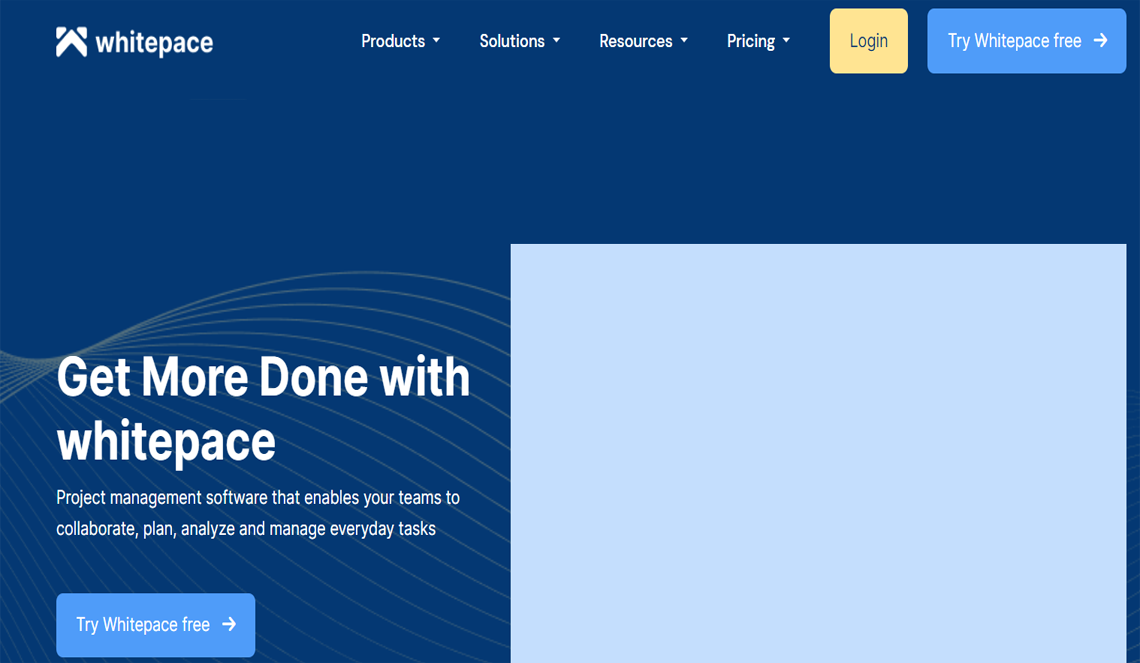 whitepace
Products
Solutions
Resources
Pricing
Login
Try Whitepace free
Get More Done with
whitepace
Project management software that enables your teams to
collaborate, plan, analyze and manage everyday tasks
Try Whitepace free